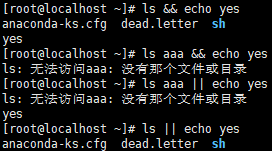 [root@localhost ~]# ls && echo yes
anaconda-ks.cfg  dead.letter  sh
yes
[root@localhost ~]# ls aaa && echo yes
ls: 无法访问aaa: 没有那个文件或目录
[root@localhost ~]# ls aaa || echo yes
ls: 无法访问aaa: 没有那个文件或目录
yes
[root@localhost ~]# ls || echo yes
anaconda-ks.cfg  dead.letter  sh